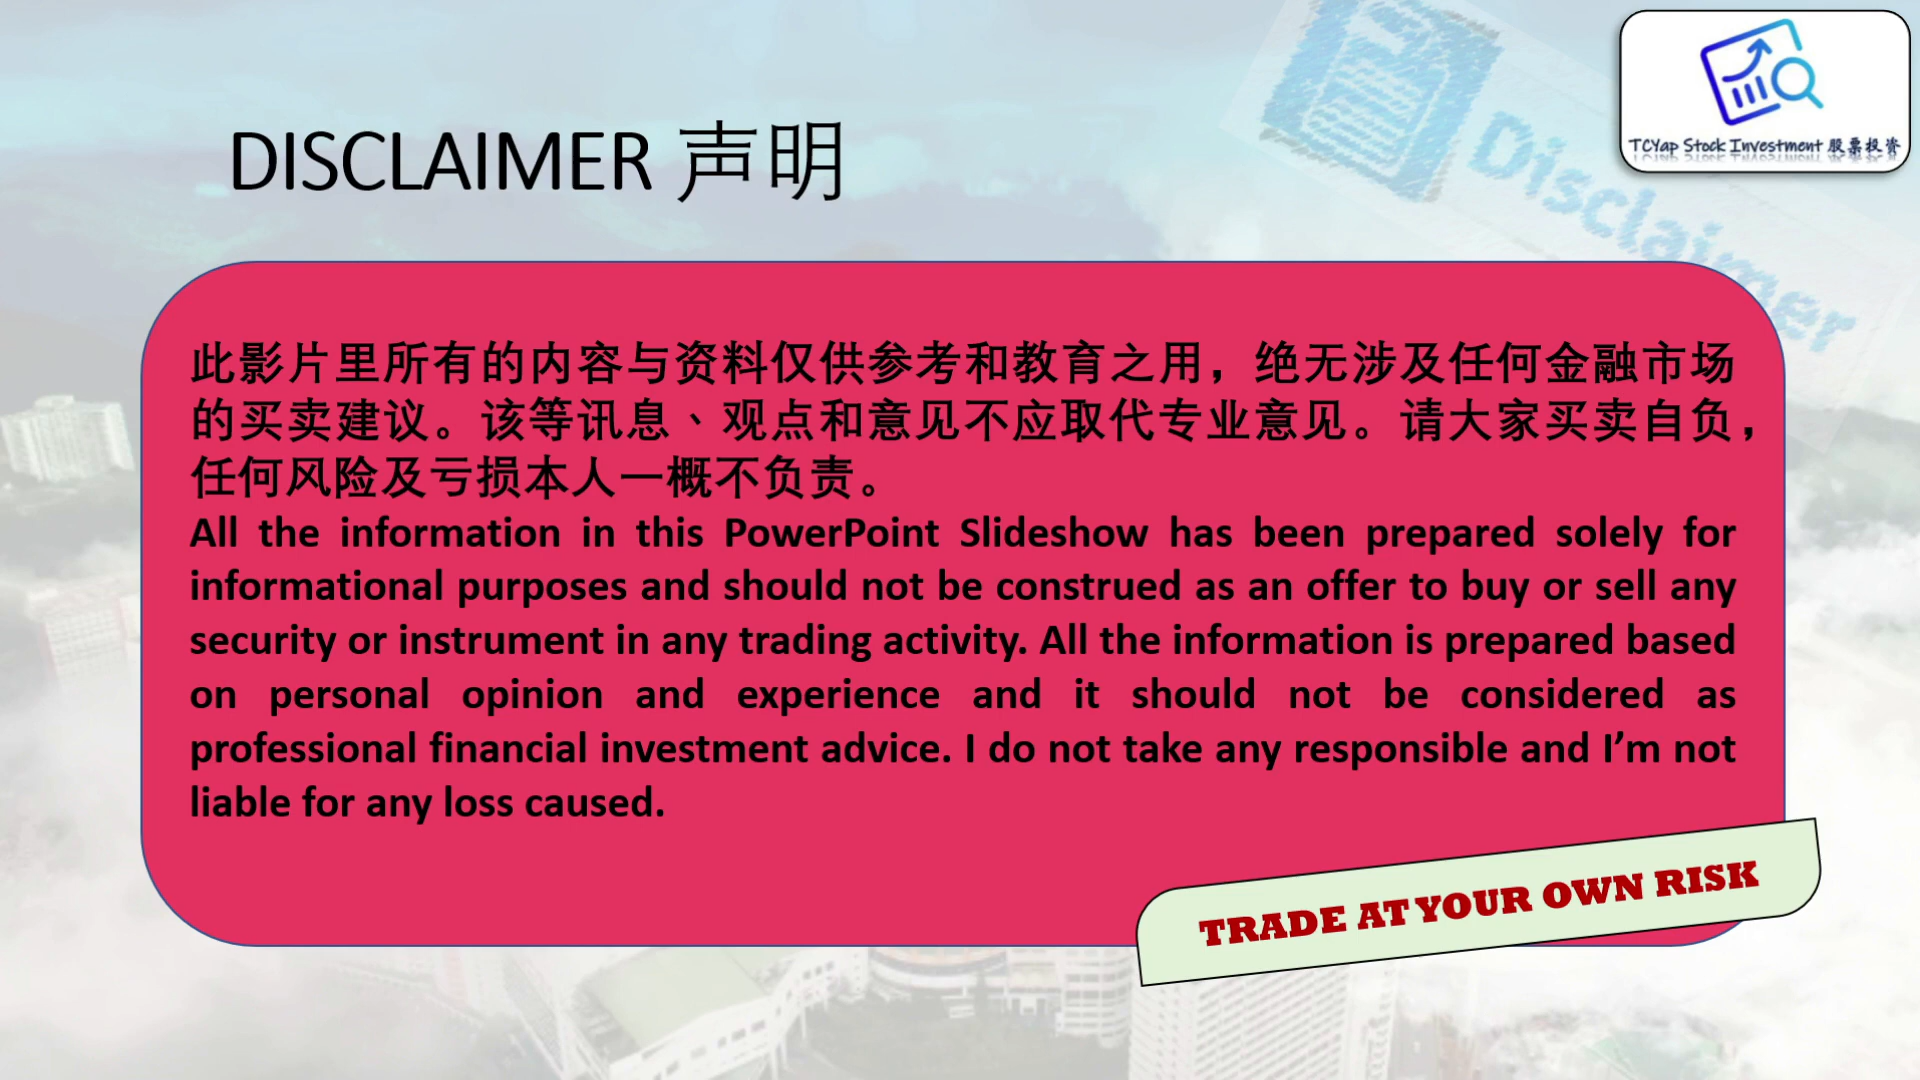 TCYap Stock Investment 股票投资
Disclaimer
DISCLAIMER 声明
此影片里所有的内容与资料仅供参考和教育之用，绝无涉及任何金融市场
的买卖建议。该等讯息、观点和意见不应取代专业意见。请大家买卖自负，
任何风险及亏损本人一概不负责。
All the information in this PowerPoint Slideshow has been prepared solely for
informational purposes and should not be construed as an offer to buy or sell any
security or instrument in any trading activity. All the information is prepared based
on personal opinion and experience and it should not be considered as
professional financial investment advice. I do not take any responsible and I’m not
liable for any loss caused.
TRADE AT YOUR OWN RISK